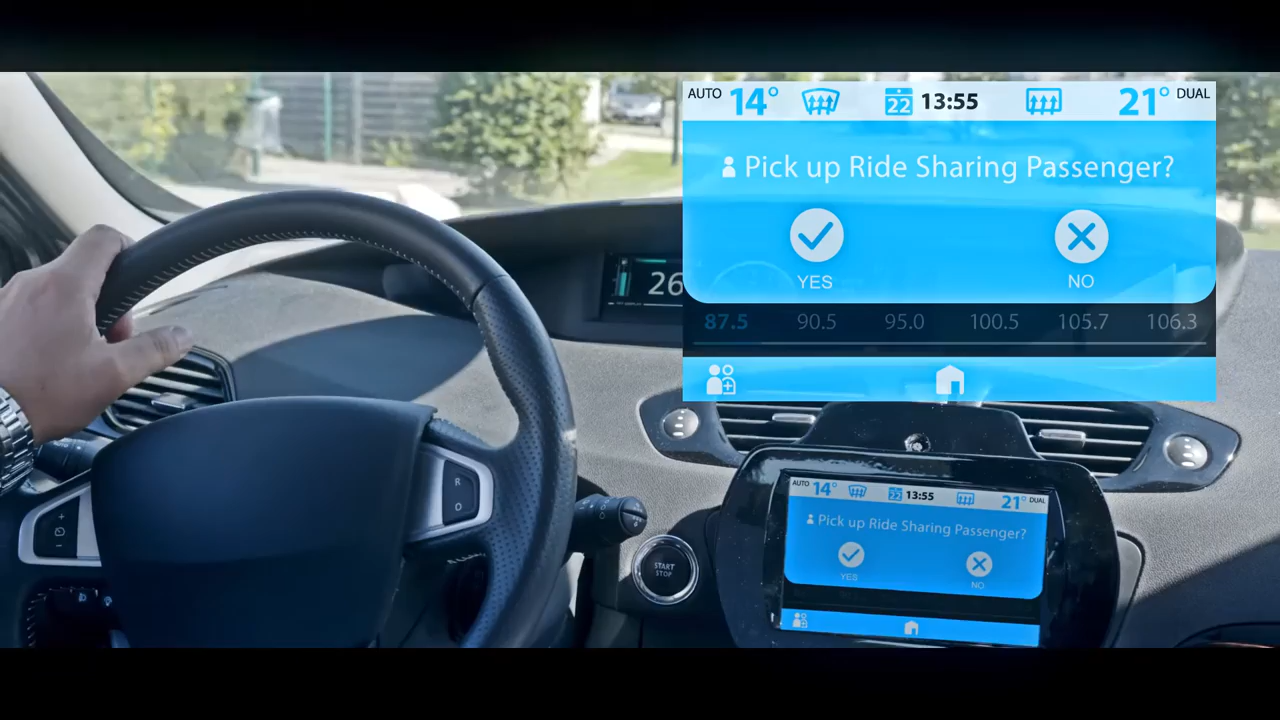 AUTO 14° 22 13:55 21° DUAL
Pick up Ride Sharing Passenger?
YES NO
26
87.5 90.5 95.0 100.5 105.7 106.3
R
O
START
STOP
AUTO 14° 22 13:55 21° DUAL
Pick up Ride Sharing Passenger?
YES NO